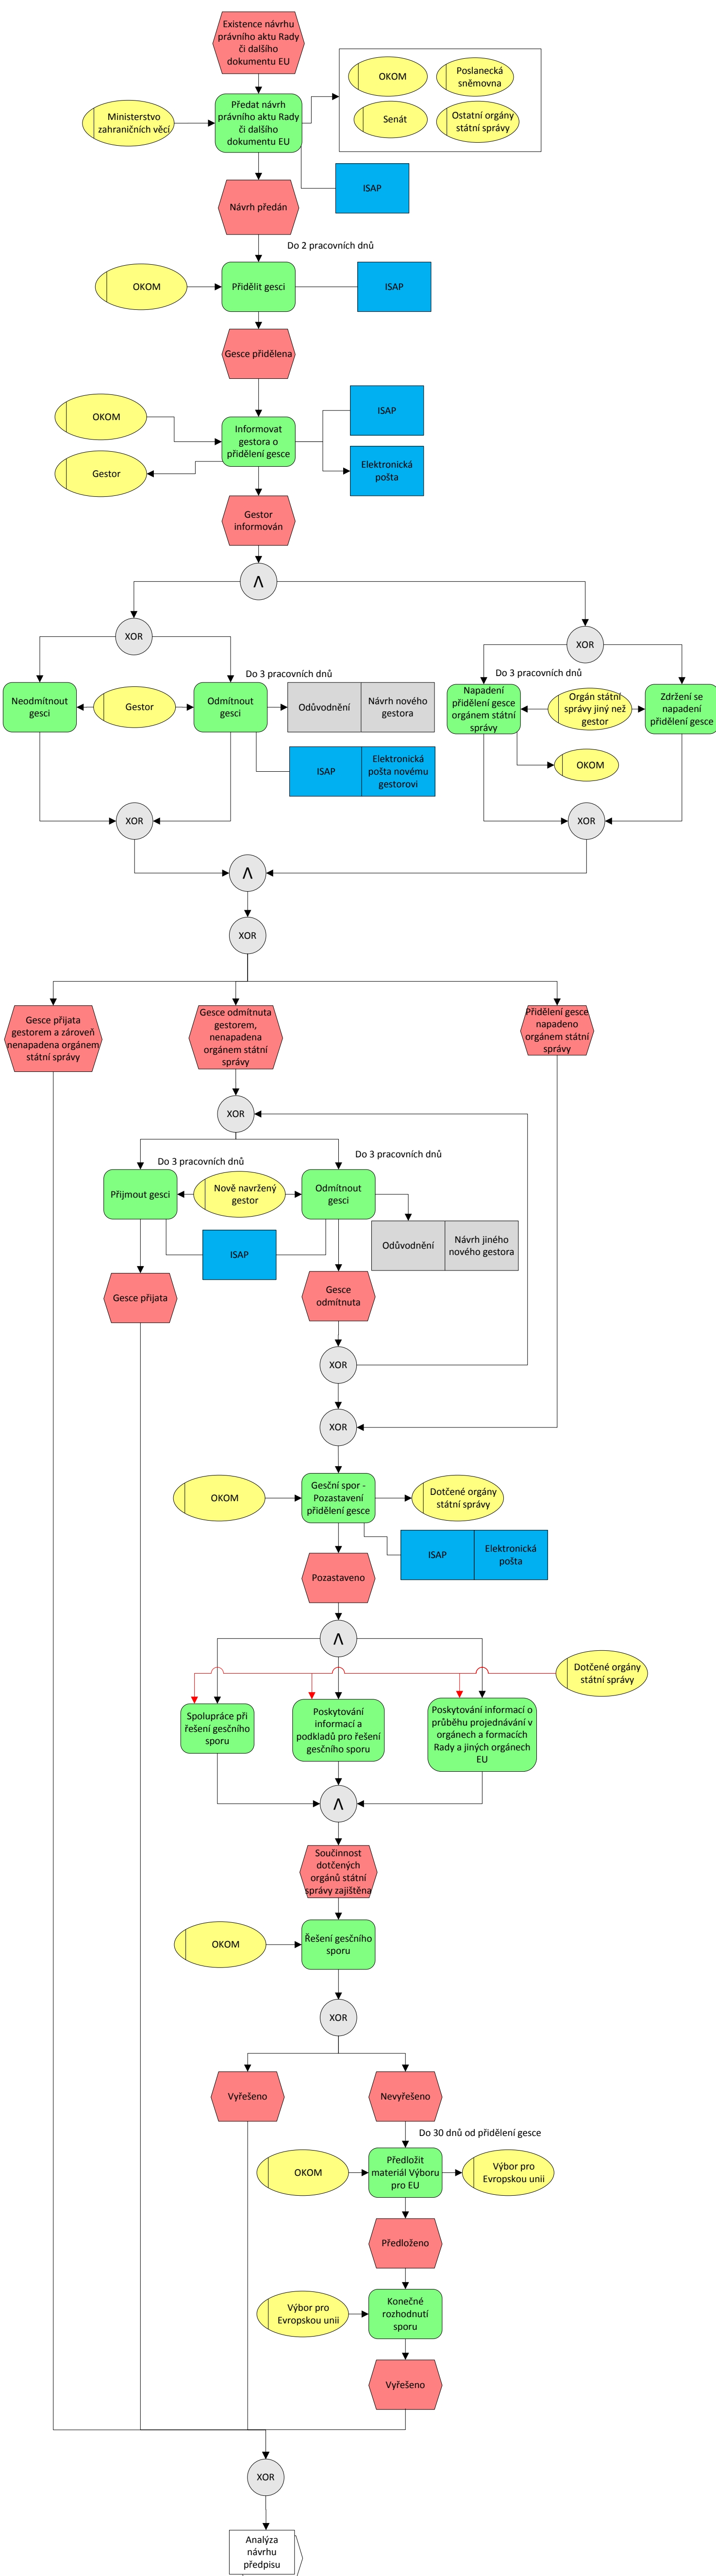 Existence návrhu
právního aktu Rady
či dalšího
dokumentu EU
Ministerstvo
zahraničních věcí
Předat návrh
právního aktu Rady
či dalšího
dokumentu EU
OKOM
Poslanecká
sněmovna
Senát
Ostatní orgány
státní správy
ISAP
Návrh předán
Do 2 pracovních dnů
OKOM
Přidělit gesci
ISAP
Gesce přidělena
OKOM
Gestor
Informovat
gestora o
přidělení gesce
ISAP
Elektronická
pošta
Gestor
informován
Λ
XOR
XOR
Neodmítnout
gesci
Gestor
Do 3 pracovních dnů
Odmítnout
gesci
Odůvodnění
Návrh nového
gestora
ISAP
Elektronická
pošta novému
gestorovi
Do 3 pracovních dnů
Napadení
přidělení gesce
orgánem státní
správy
Orgán státní
správy jiný než
gestor
Zdržení se
napadení
přidělení gesce
OKOM
XOR
XOR
Λ
XOR
Gesce přijata
gestorem a zároveň
nenapadena orgánem
státní správy
Gesce odmítnuta
gestorem,
nenapadena
orgánem státní
správy
Přidělení gesce
napadeno
orgánem státní
správy
XOR
Do 3 pracovních dnů
Do 3 pracovních dnů
Přijmout gesci
Nově navržený
gestor
Odmítnout
gesci
ISAP
Odůvodnění
Návrh jiného
nového gestora
Gesce přijata
Gesce
odmítnuta
XOR
XOR
OKOM
Gesční spor -
Pozastavení
přidělení gesce
Dotčené orgány
státní správy
ISAP
Elektronická
pošta
Pozastaveno
Λ
Dotčené orgány
státní správy
Spolupráce při
řešení gesčního
sporu
Poskytování
informací a
podkladů pro řešení
gesčního sporu
Poskytování informací o
průběhu projednávání v
orgánech a formacích
Rady a jiných orgánech
EU
Λ
Součinnost
dotčených
orgánů státní
správy zajištěna
OKOM
Řešení gesčního
sporu
XOR
Vyřešeno
Nevyřešeno
Do 30 dnů od přidělení gesce
OKOM
Předložit
materiál Výboru
pro EU
Výbor pro
Evropskou unii
Předloženo
Výbor pro
Evropskou unii
Konečné
rozhodnutí
sporu
Vyřešeno
XOR
Analýza
návrhu
předpisu